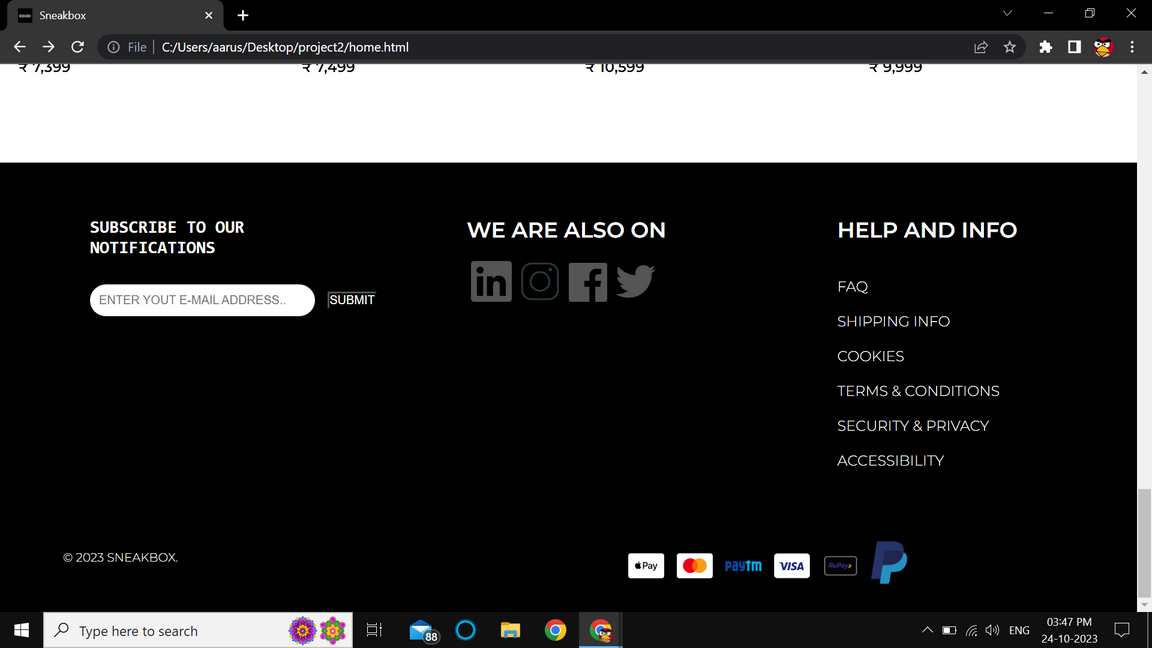 Sneakbox
File
C:/Users/aarus/Desktop/project2/home.html
₹ 7,399
₹ 7,499
₹ 10,599
₹ 9,999
SUBSCRIBE TO OUR
NOTIFICATIONS
ENTER YOUT E-MAIL ADDRESS..
SUBMIT
WE ARE ALSO ON
in
HELP AND INFO
FAQ
SHIPPING INFO
COOKIES
TERMS & CONDITIONS
SECURITY & PRIVACY
ACCESSIBILITY
© 2023 SNEAKBOX.
Pay
paytm
VISA
RuPay
Type here to search
88
ENG
03:47 PM
24-10-2023